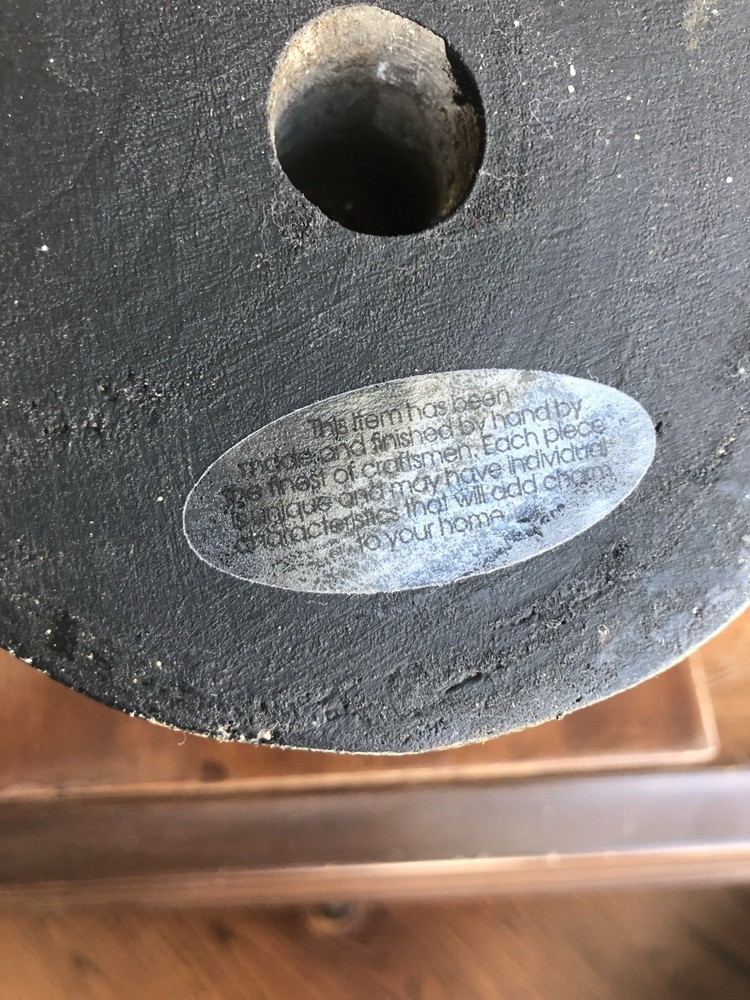 This item has been
made and finished by hand by
the finest of craftsmen. Each piece
is unique and may have individual
characteristics that will add charm
to your home.